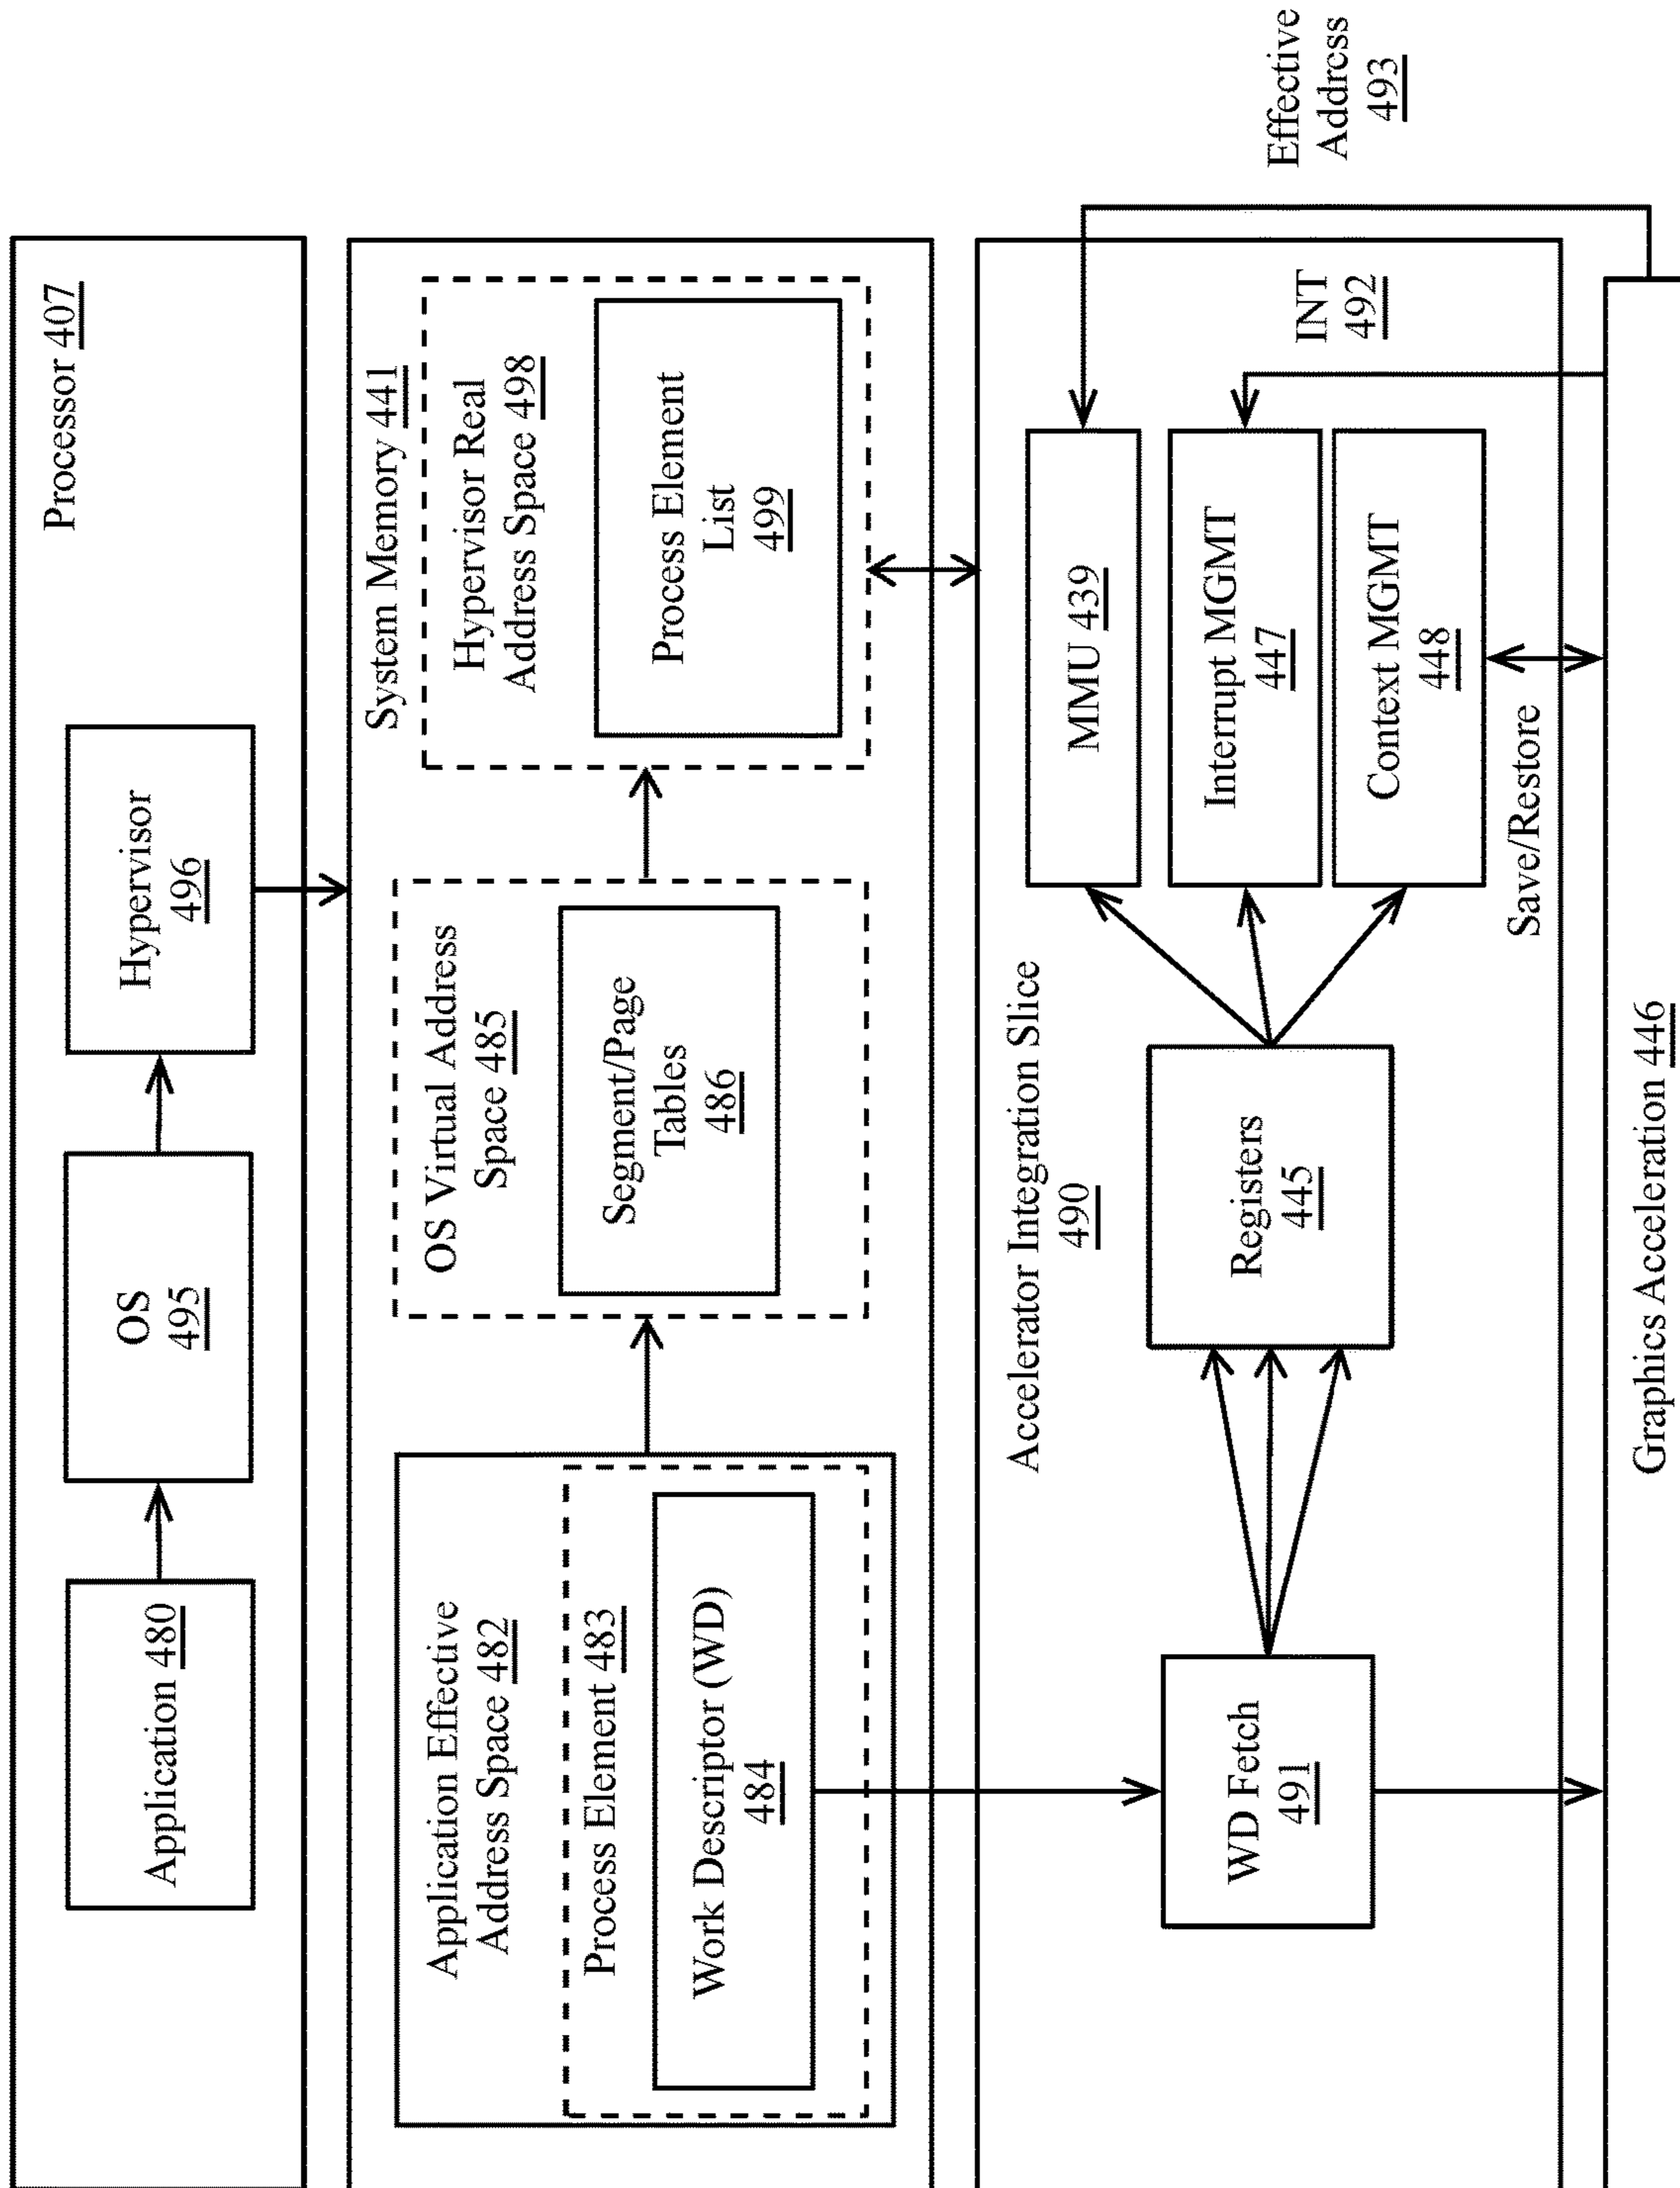 Processor 407
Application 480
OS
495
Hypervisor
496
System Memory 441
Application Effective
Address Space 482
Process Element 483
Work Descriptor (WD)
484
OS Virtual Address
Space 485
Segment/Page
Tables
486
Hypervisor Real
Address Space 498
Process Element
List
499
Accelerator Integration Slice
490
WD Fetch
491
Registers
445
MMU 439
Interrupt MGMT
447
Context MGMT
448
Save/Restore
INT
492
Effective
Address
493
Graphics Acceleration 446